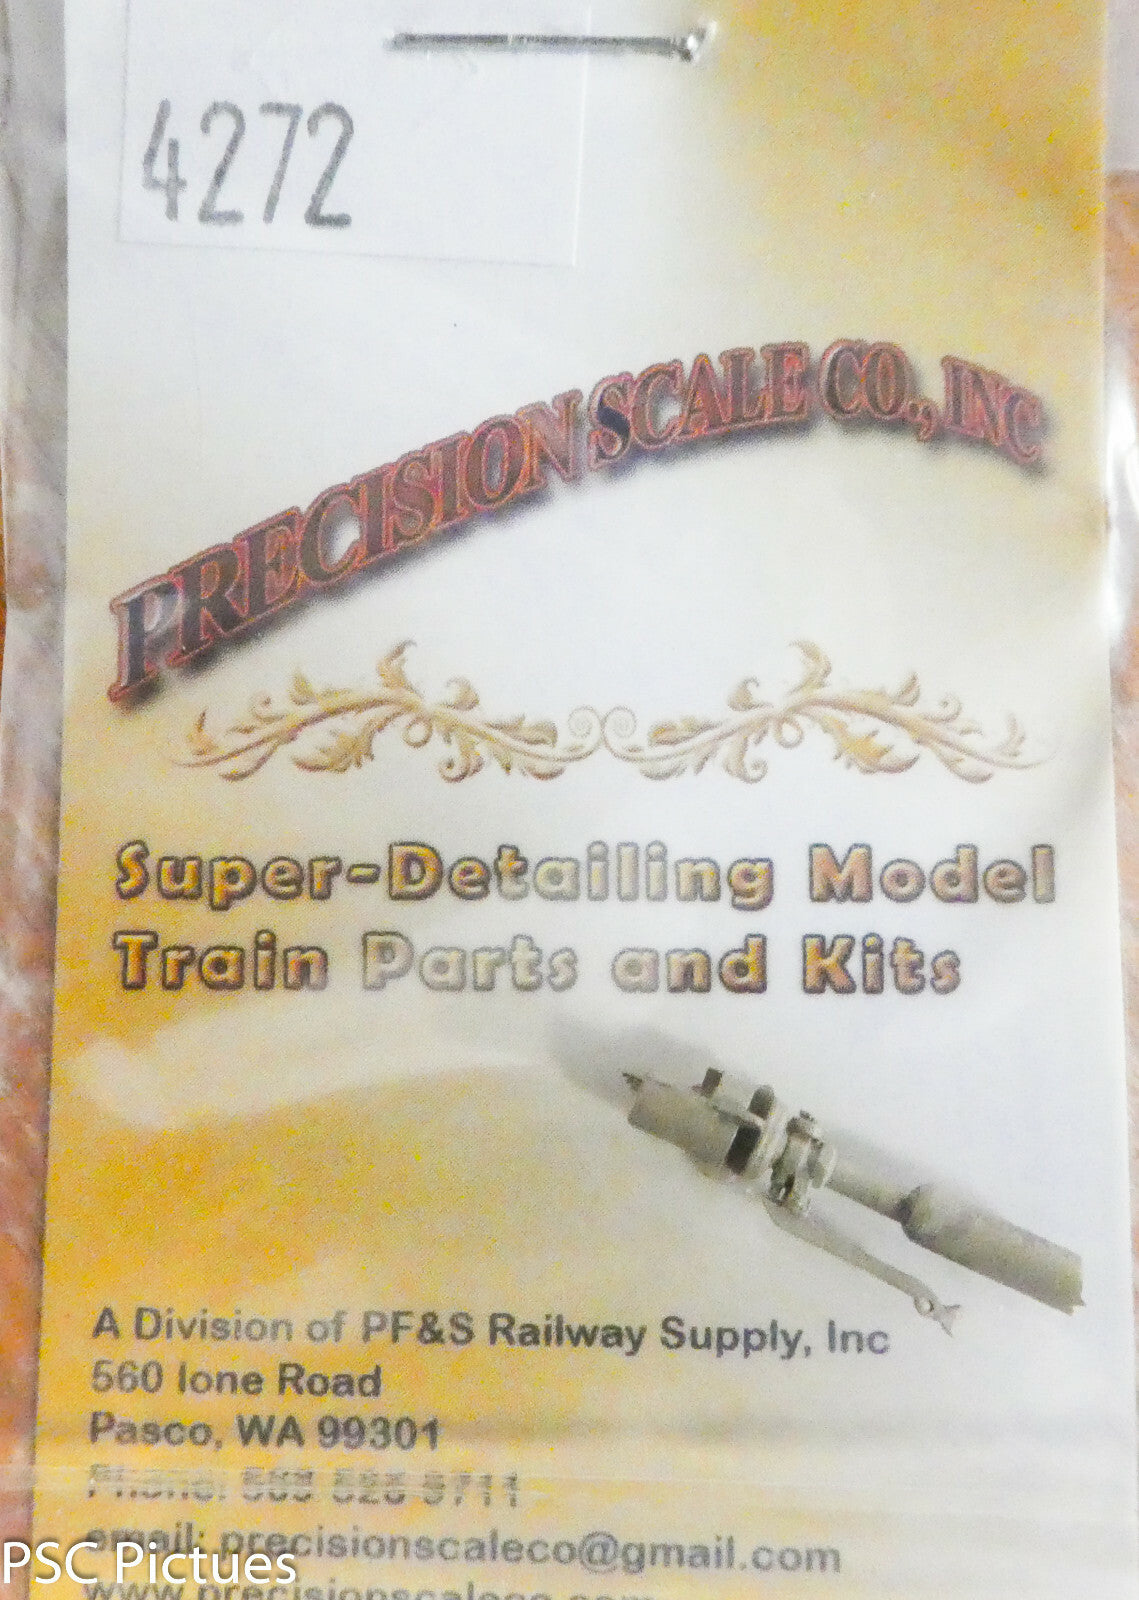 4272
PRECISION SCALE CO., INC
Super-Detailing Model
Train Parts and Kits
A Division of PF&S Railway Supply, Inc
560 Ione Road
Pasco, WA 99301
Phone:
email: precisionscaleco@gmail.com
PSC Pictues